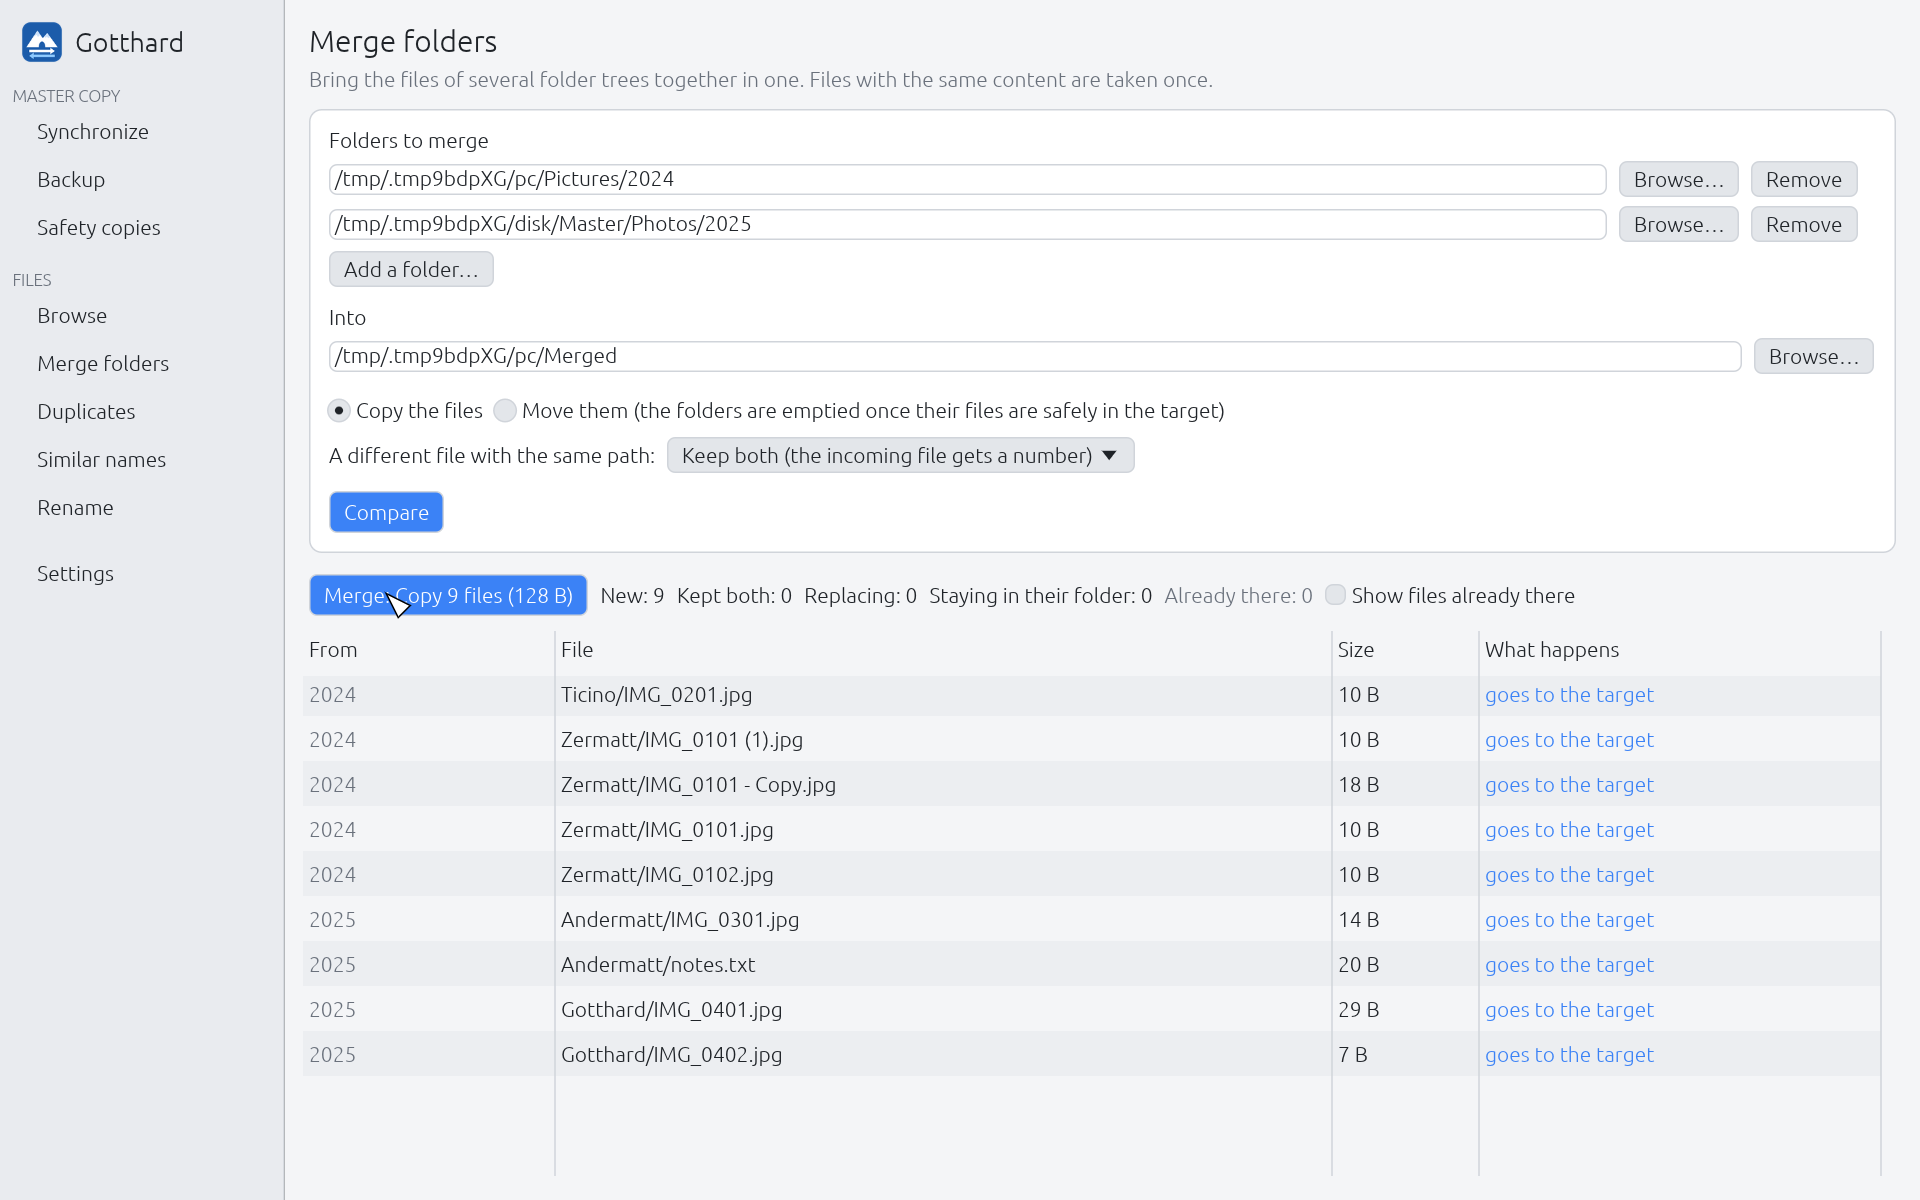 Gotthard
MASTER COPY
Synchronize
Backup
Safety copies
FILES
Browse
Merge folders
Duplicates
Similar names
Rename
Settings
Merge folders
Bring the files of several folder trees together in one. Files with the same content are taken once.
Folders to merge
/tmp/.tmp9bdpXG/pc/Pictures/2024 Browse… Remove
/tmp/.tmp9bdpXG/disk/Master/Photos/2025 Browse… Remove
Add a folder…
Into
/tmp/.tmp9bdpXG/pc/Merged Browse…
Copy the files Move them (the folders are emptied once their files are safely in the target)
A different file with the same path: Keep both (the incoming file gets a number)
Compare
Merge: Copy 9 files (128 B) New: 9 Kept both: 0 Replacing: 0 Staying in their folder: 0 Already there: 0 Show files already there
From File Size What happens
2024 Ticino/IMG_0201.jpg 10 B goes to the target
2024 Zermatt/IMG_0101 (1).jpg 10 B goes to the target
2024 Zermatt/IMG_0101 - Copy.jpg 18 B goes to the target
2024 Zermatt/IMG_0101.jpg 10 B goes to the target
2024 Zermatt/IMG_0102.jpg 10 B goes to the target
2025 Andermatt/IMG_0301.jpg 14 B goes to the target
2025 Andermatt/notes.txt 20 B goes to the target
2025 Gotthard/IMG_0401.jpg 29 B goes to the target
2025 Gotthard/IMG_0402.jpg 7 B goes to the target